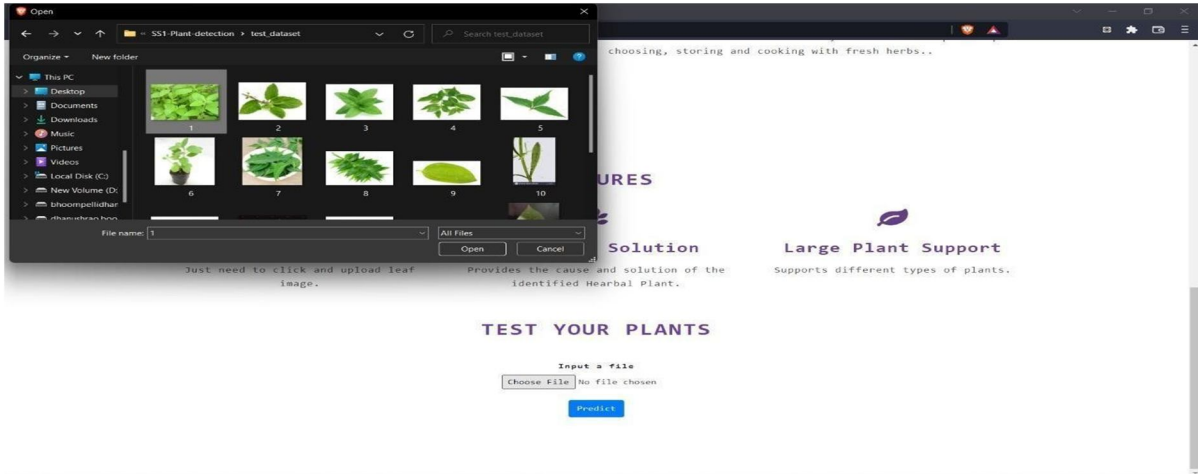 Open
SS1-Plant-detection > test_dataset
Search test_dataset
Organize
New folder
This PC
Desktop
Documents
Downloads
Music
Pictures
Videos
Local Disk (C:)
New Volume (D:
bhoompellidhar
dhanushrao boo
1
2
3
4
5
6
7
8
9
10
File name: 1
All Files
Open
Cancel
choosing, storing and cooking with fresh herbs..
URES
Solution
Large Plant Support
Just need to click and upload leaf
image.
Provides the cause and solution of the
identified Hearbal Plant.
Supports different types of plants.
TEST YOUR PLANTS
Input a file
Choose File No file chosen
Predict